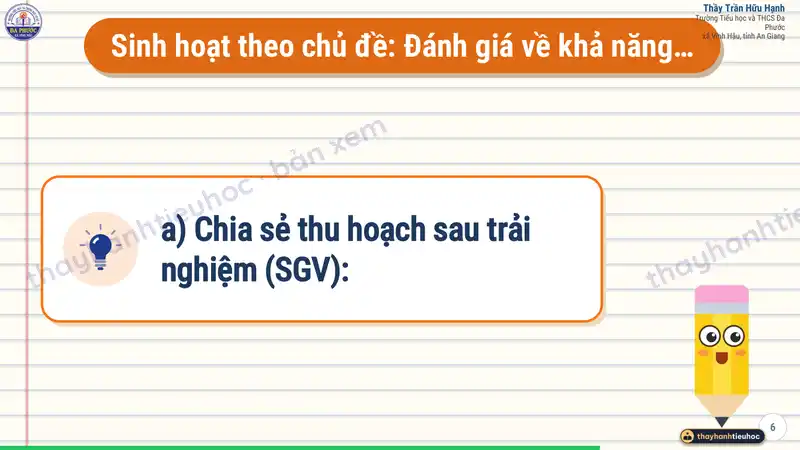 Thầy Trần Hữu Hạnh
Trường Tiểu học và THCS Đa
Phước
xã Vĩnh Hậu, tỉnh An Giang
ĐA PHƯỚC
Sinh hoạt theo chủ đề: Đánh giá về khả năng…
thayhanhtieuhoc · bản xem
a) Chia sẻ thu hoạch sau trải
nghiệm (SGV):
thayhanhtie
thayhanhtieuhoc
6